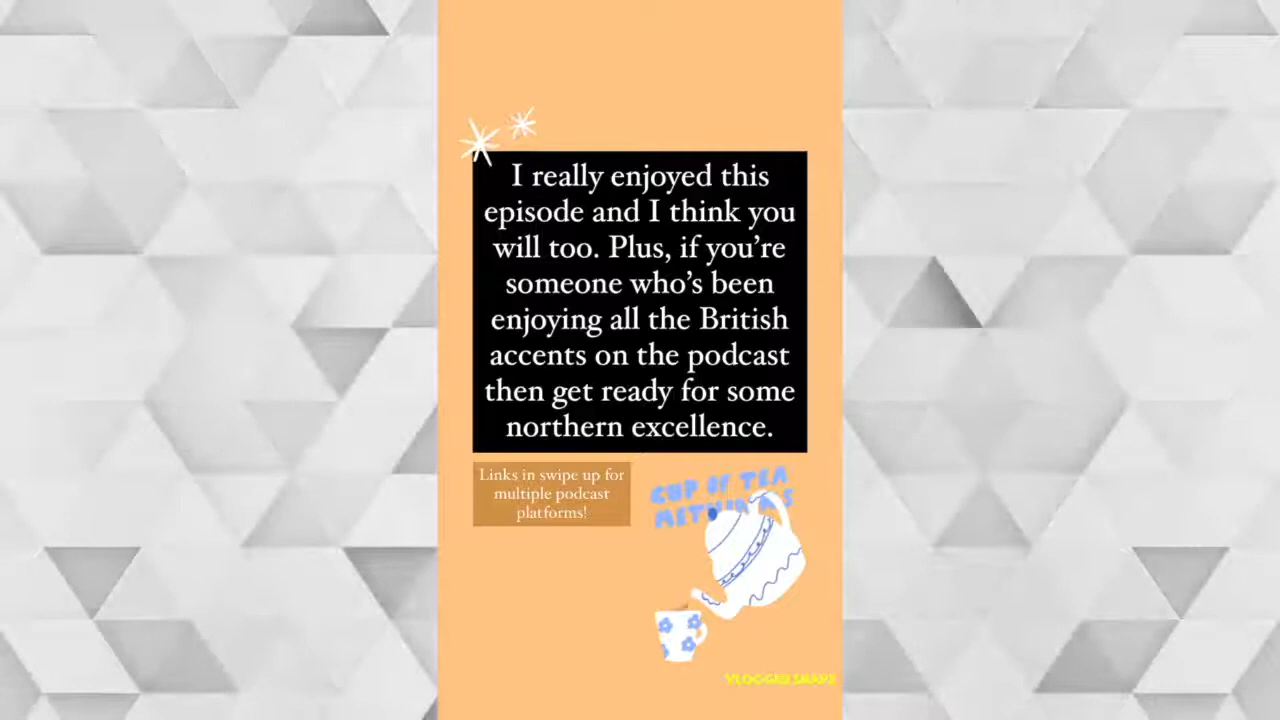 I really enjoyed this
episode and I think you
will too. Plus, if you're
someone who's been
enjoying all the British
accents on the podcast
then get ready for some
northern excellence.
Links in swipe up for
multiple podcast
platforms!
CUP OF TEA
VLOGGER SNAPS